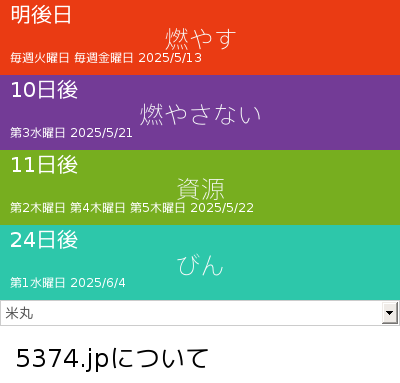 明後日
燃やす
毎週火曜日 毎週金曜日 2025/5/13
10日後
燃やさない
第3水曜日 2025/5/21
11日後
資源
第2木曜日 第4木曜日 第5木曜日 2025/5/22
24日後
びん
第1水曜日 2025/6/4
米丸
5374.jpについて